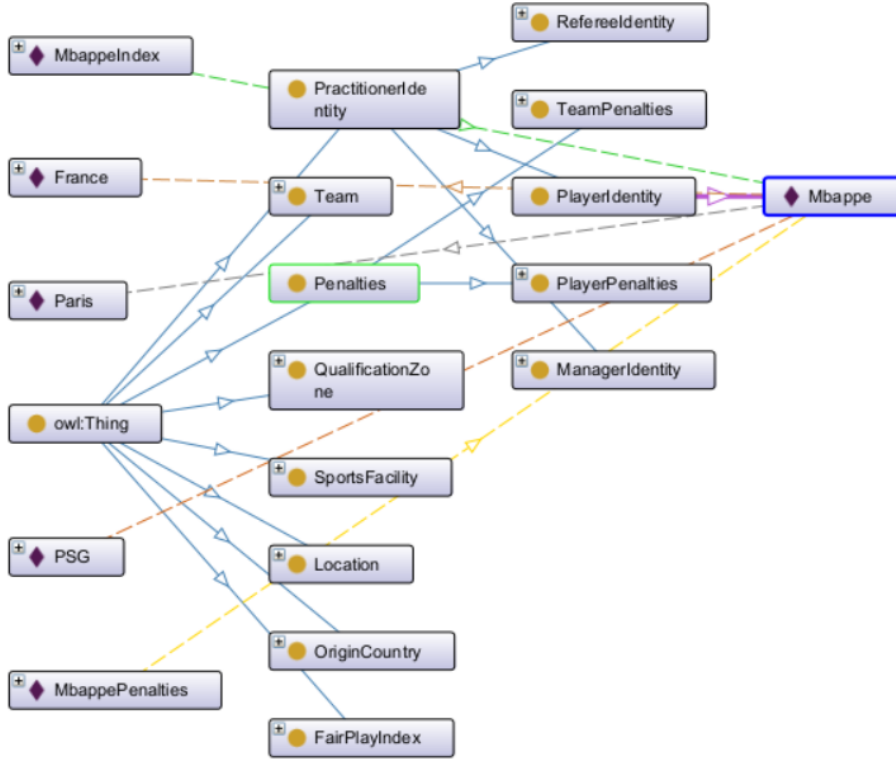 RefereeIdentity
MbappeIndex
PractitionerIde
ntity
TeamPenalties
France
Team
PlayerIdentity
Mbappe
Paris
Penalties
PlayerPenalties
QualificationZo
ne
ManagerIdentity
owl:Thing
SportsFacility
PSG
Location
OriginCountry
MbappePenalties
FairPlayIndex